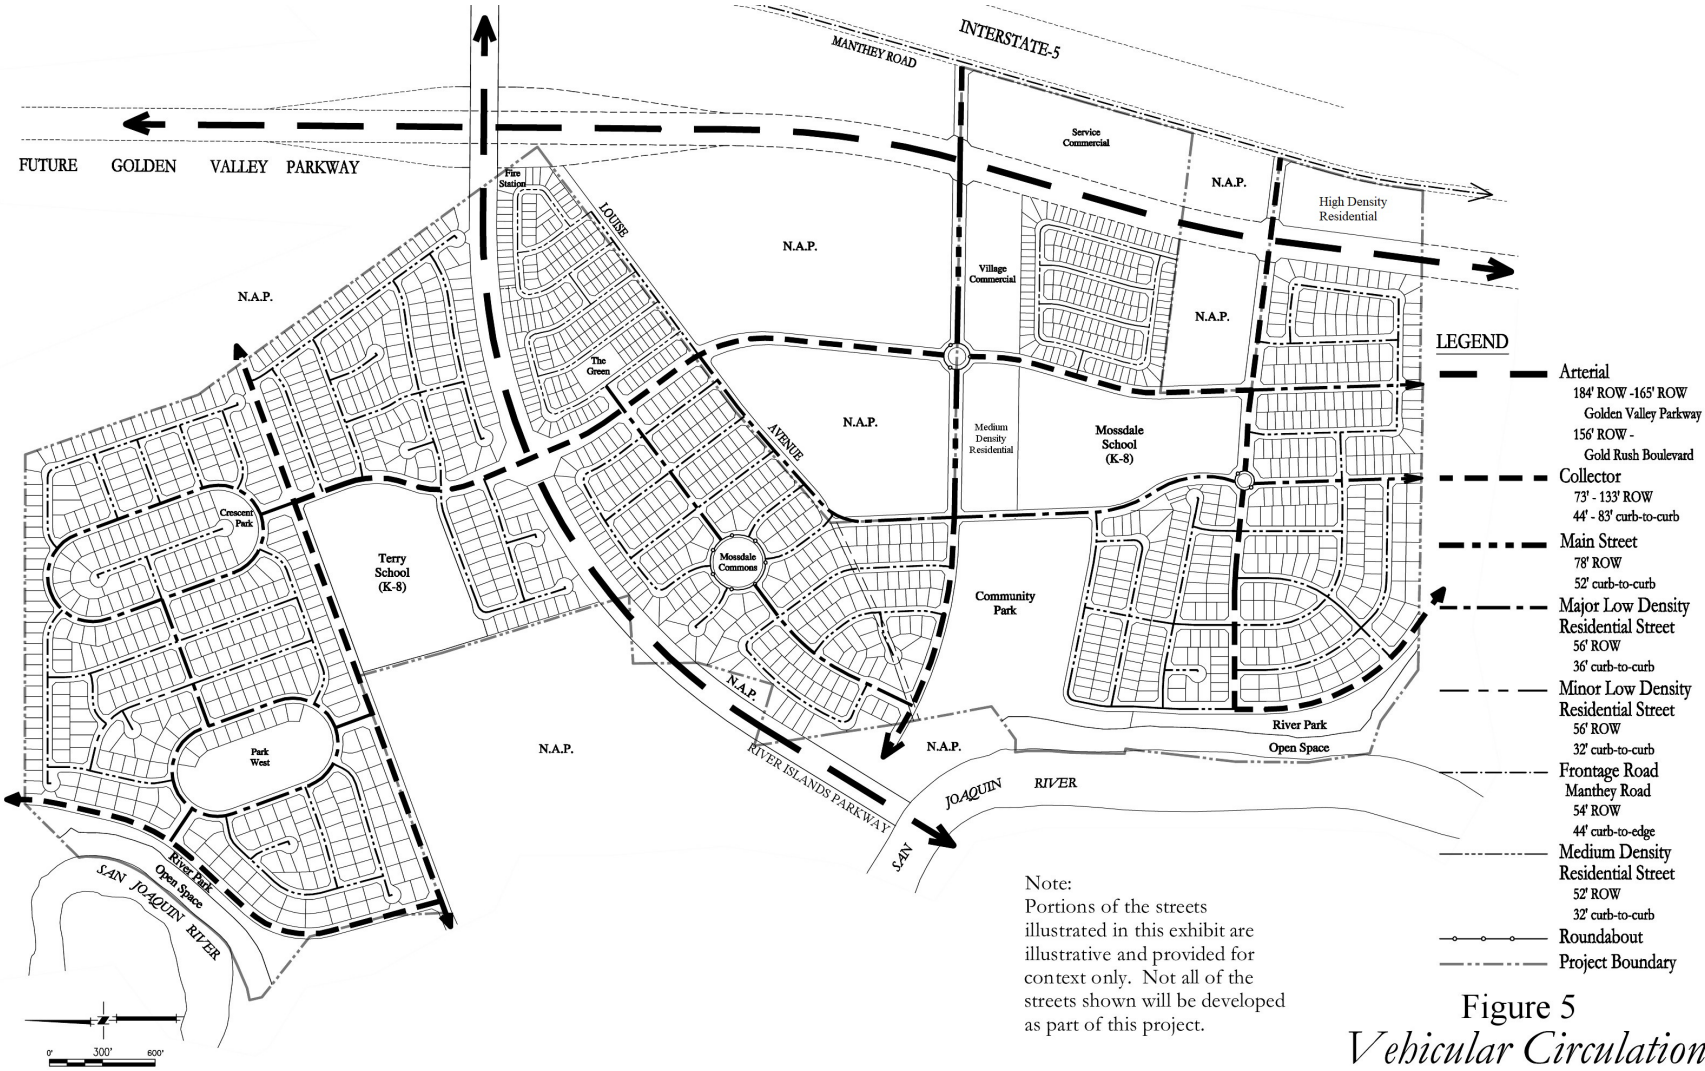 INTERSTATE-5
MANTHEY ROAD
FUTURE GOLDEN VALLEY PARKWAY
Service
Commercial
N.A.P.
High Density
Residential
Fire
Station
LOUISE
N.A.P.
Village
Commercial
N.A.P.
N.A.P.
The
Green
N.A.P.
Medium
Density
Residential
Mossdale
School
(K-8)
AVENUE
Crescent
Park
Terry
School
(K-8)
Mossdale
Commons
Community
Park
N.A.P.
River Park
Open Space
N.A.P.
N.A.P.
Park
West
RIVER ISLANDS PARKWAY
SAN JOAQUIN RIVER
River Park
Open Space
SAN JOAQUIN RIVER
LEGEND
Arterial
184' ROW -165' ROW
Golden Valley Parkway
156' ROW -
Gold Rush Boulevard
Collector
73' - 133' ROW
44' - 83' curb-to-curb
Main Street
78' ROW
52' curb-to-curb
Major Low Density
Residential Street
56' ROW
36' curb-to-curb
Minor Low Density
Residential Street
56' ROW
32' curb-to-curb
Frontage Road
Manthey Road
54' ROW
44' curb-to-edge
Medium Density
Residential Street
52' ROW
32' curb-to-curb
Roundabout
Project Boundary
Note:
Portions of the streets
illustrated in this exhibit are
illustrative and provided for
context only. Not all of the
streets shown will be developed
as part of this project.
Z
0' 300' 600'
Figure 5
Vehicular Circulation